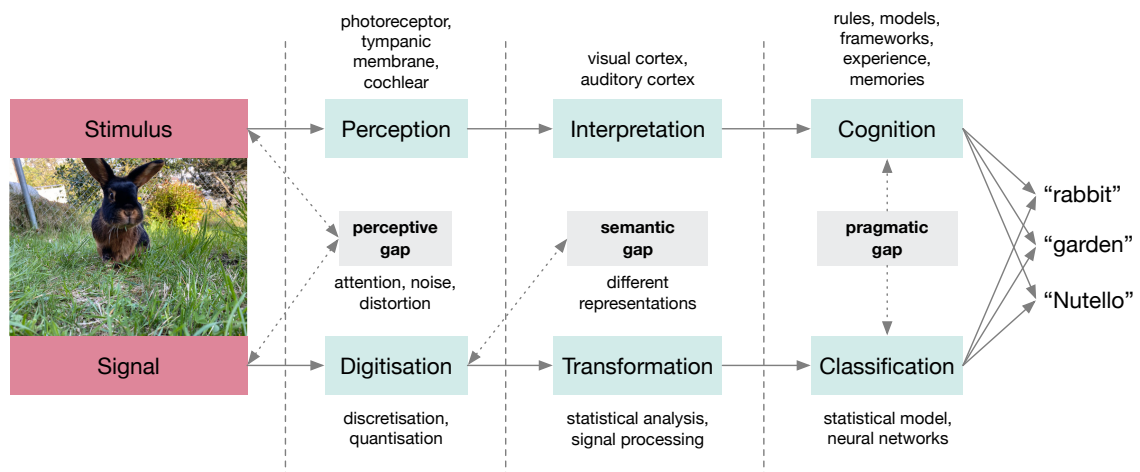 photoreceptor,
tympanic
membrane,
cochlear
visual cortex,
auditory cortex
rules, models,
frameworks,
experience,
memories
Stimulus
Perception
Interpretation
Cognition
perceptive
gap
attention, noise,
distortion
semantic
gap
different
representations
pragmatic
gap
“rabbit”
“garden”
“Nutello”
Signal
Digitisation
Transformation
Classification
discretisation,
quantisation
statistical analysis,
signal processing
statistical model,
neural networks